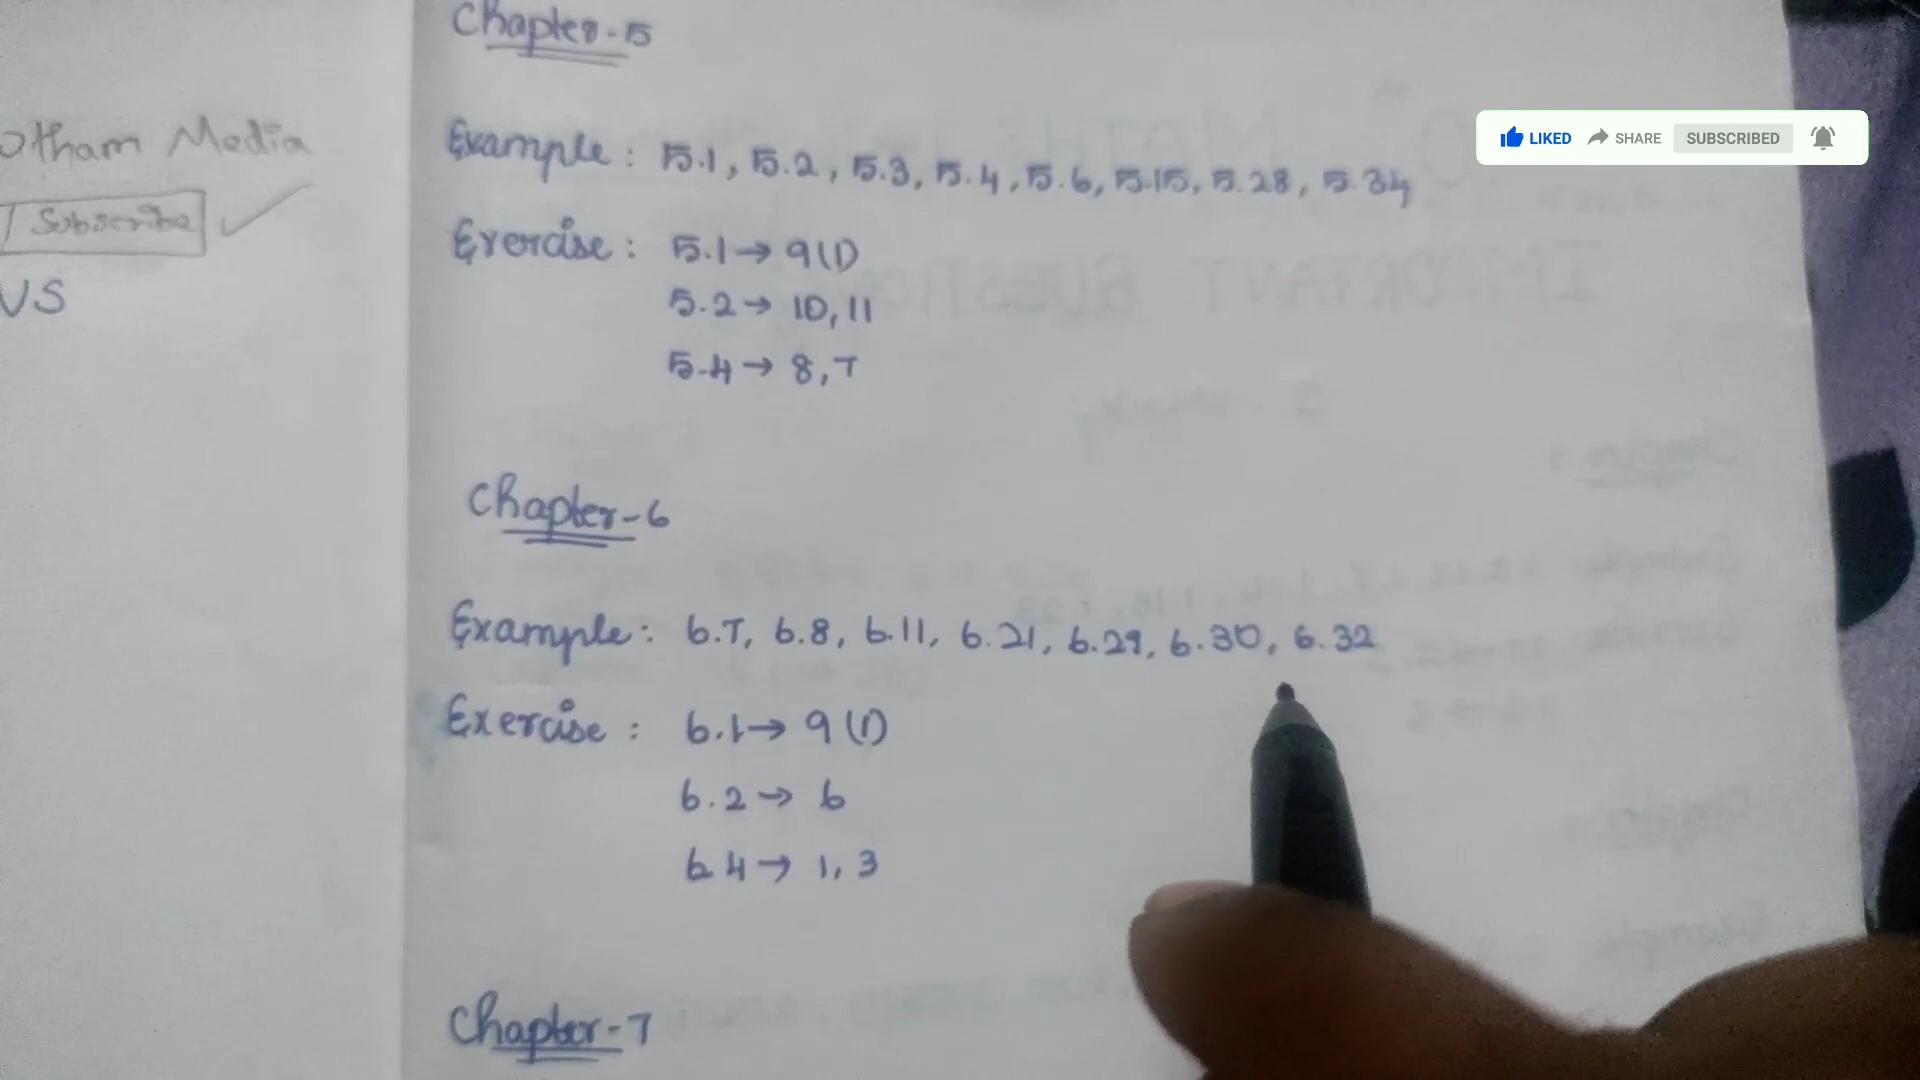 Chapter-5
Otham Media
Subscribe
VS
Example : 5.1, 5.2, 5.3, 5.4, 5.6, 5.15, 5.28, 5.34
Exercise : 5.1→ 9(1)
5.2→ 10, 11
5.4→ 8, 7
Chapter-6
Example : 6.7, 6.8, 6.11, 6.21, 6.29, 6.30, 6.32
Exercise : 6.1→ 9 (1)
6.2→ 6
6.4→ 1, 3
Chapter-7
LIKED SHARE SUBSCRIBED